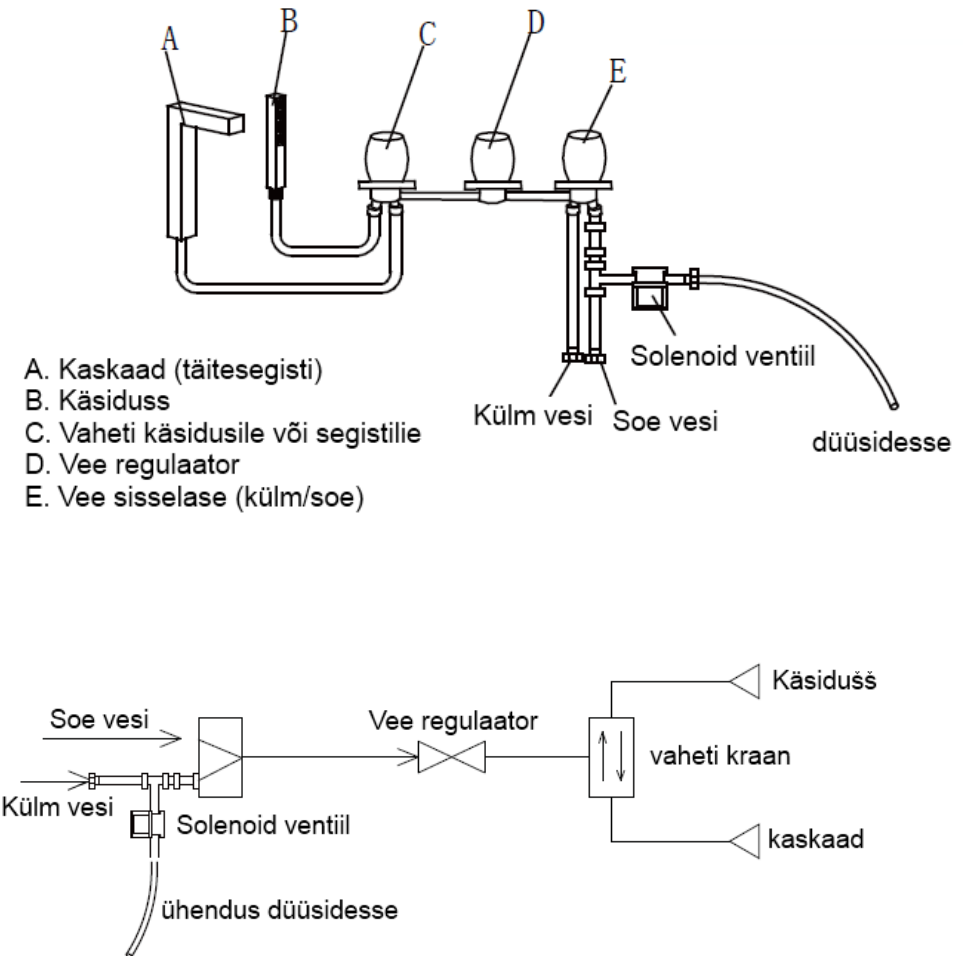 A
B
C
D
E
Solenoid ventiil
Külm vesi
Soe vesi
düüsidesse
A. Kaskaad (täitesegisti)
B. Käsiduss
C. Vaheti käsidusile või segistilie
D. Vee regulaator
E. Vee sisselase (külm/soe)
Käsidušš
Soe vesi
Vee regulaator
vaheti kraan
Külm vesi
Solenoid ventiil
kaskaad
ühendus düüsidesse